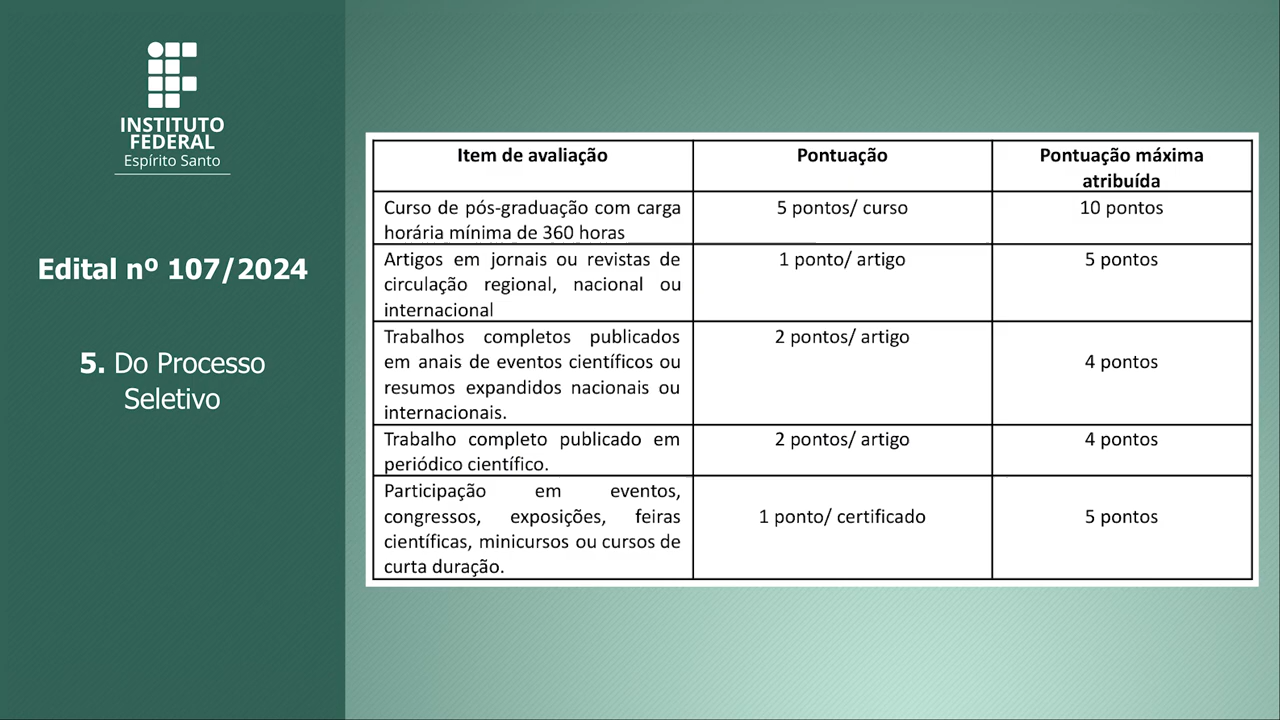 INSTITUTO
FEDERAL
Espírito Santo
Edital nº 107/2024
5. Do Processo
Seletivo
Item de avaliação
Pontuação
Pontuação máxima
atribuída
Curso de pós-graduação com carga
horária mínima de 360 horas
5 pontos/ curso
10 pontos
Artigos em jornais ou revistas de
circulação regional, nacional ou
internacional
1 ponto/ artigo
5 pontos
Trabalhos completos publicados
em anais de eventos científicos ou
resumos expandidos nacionais ou
internacionais.
2 pontos/ artigo
4 pontos
Trabalho completo publicado em
periódico científico.
2 pontos/ artigo
4 pontos
Participação em eventos,
congressos, exposições, feiras
científicas, minicursos ou cursos de
curta duração.
1 ponto/ certificado
5 pontos